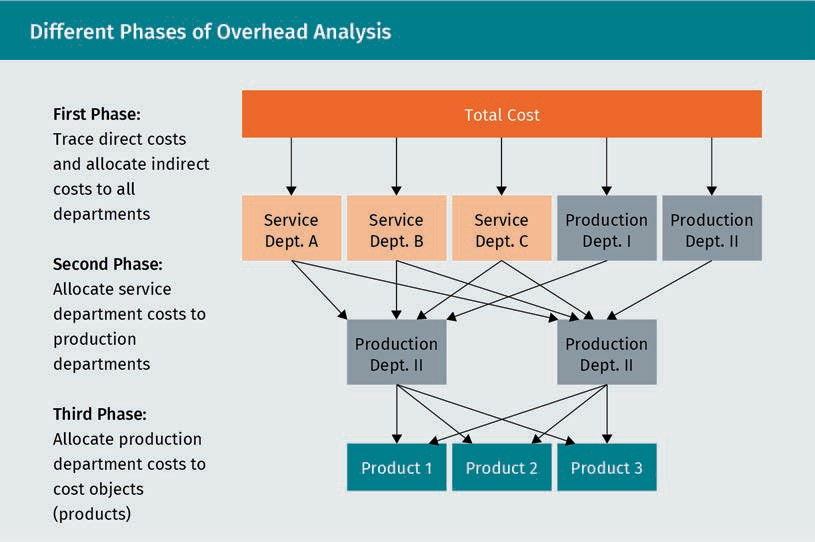 Different Phases of Overhead Analysis
First Phase:
Trace direct costs
and allocate indirect
costs to all
departments
Total Cost
Service
Dept. A
Service
Dept. B
Service
Dept. C
Production
Dept. I
Production
Dept. II
Second Phase:
Allocate service
department costs to
production
departments
Production
Dept. II
Production
Dept. II
Third Phase:
Allocate production
department costs to
cost objects
(products)
Product 1
Product 2
Product 3